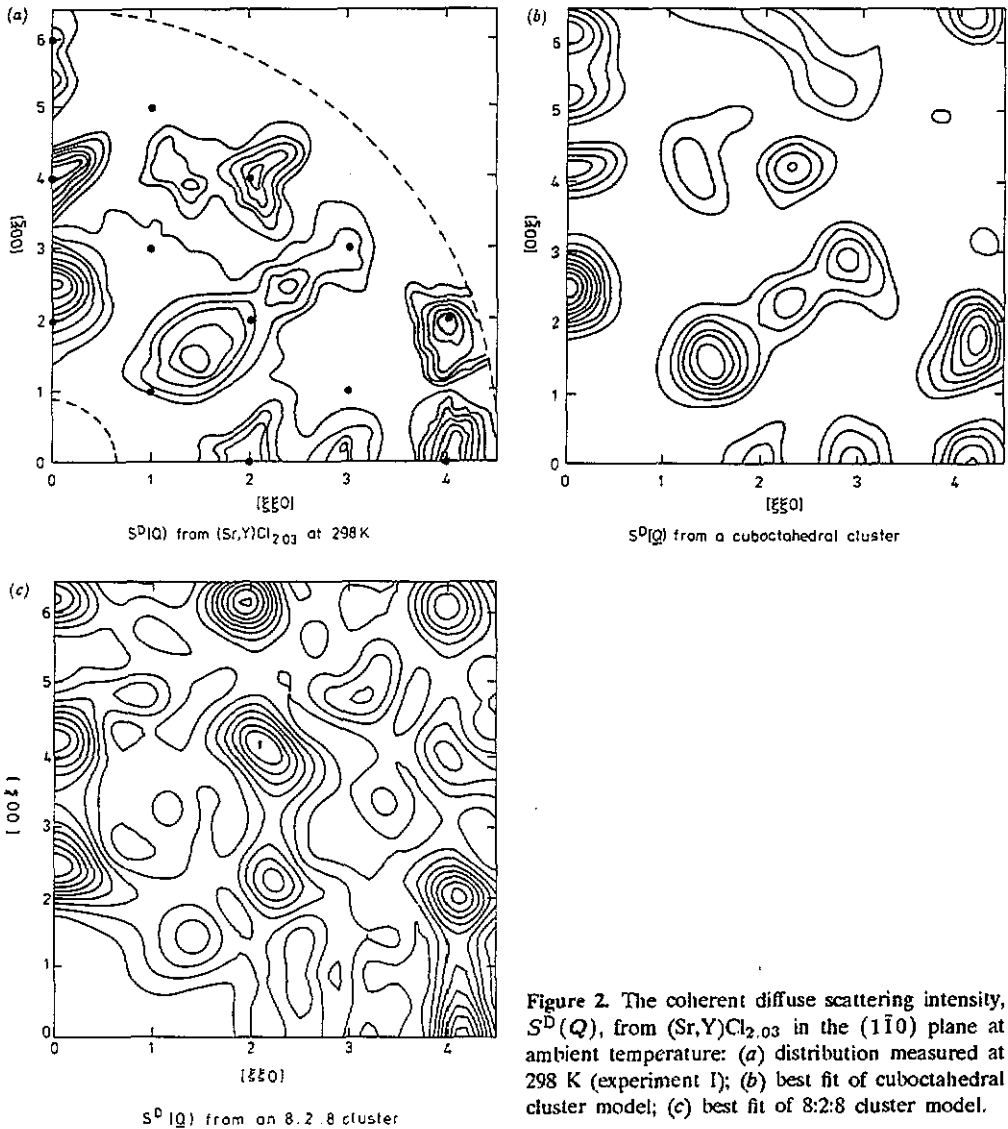 (a)
6
5
4
3
2
1
0
[00ξ]
0 1 2 3 4
[ξξ0]
S^D(Q) from (Sr,Y)Cl_2.03 at 298K
(b)
6
5
4
3
2
1
0
[00ξ]
0 1 2 3 4
[ξξ0]
S^D(Q) from a cuboctahedral cluster
(c)
6
5
4
3
2
1
0
[00ξ]
0 1 2 3 4
[ξξ0]
S^D(Q) from an 8.2.8 cluster
Figure 2. The coherent diffuse scattering intensity,
S^D(Q), from (Sr,Y)Cl_2.03 in the (11̄0) plane at
ambient temperature: (a) distribution measured at
298 K (experiment I); (b) best fit of cuboctahedral
cluster model; (c) best fit of 8:2:8 cluster model.